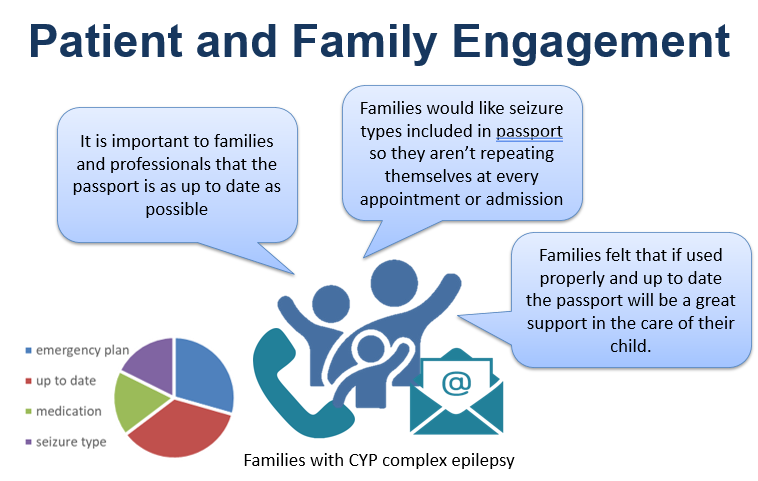 Patient and Family Engagement
It is important to families
and professionals that the
passport is as up to date as
possible
Families would like seizure
types included in passport
so they aren’t repeating
themselves at every
appointment or admission
Families felt that if used
properly and up to date
the passport will be a great
support in the care of their
child.
emergency plan
up to date
medication
seizure type
@
Families with CYP complex epilepsy